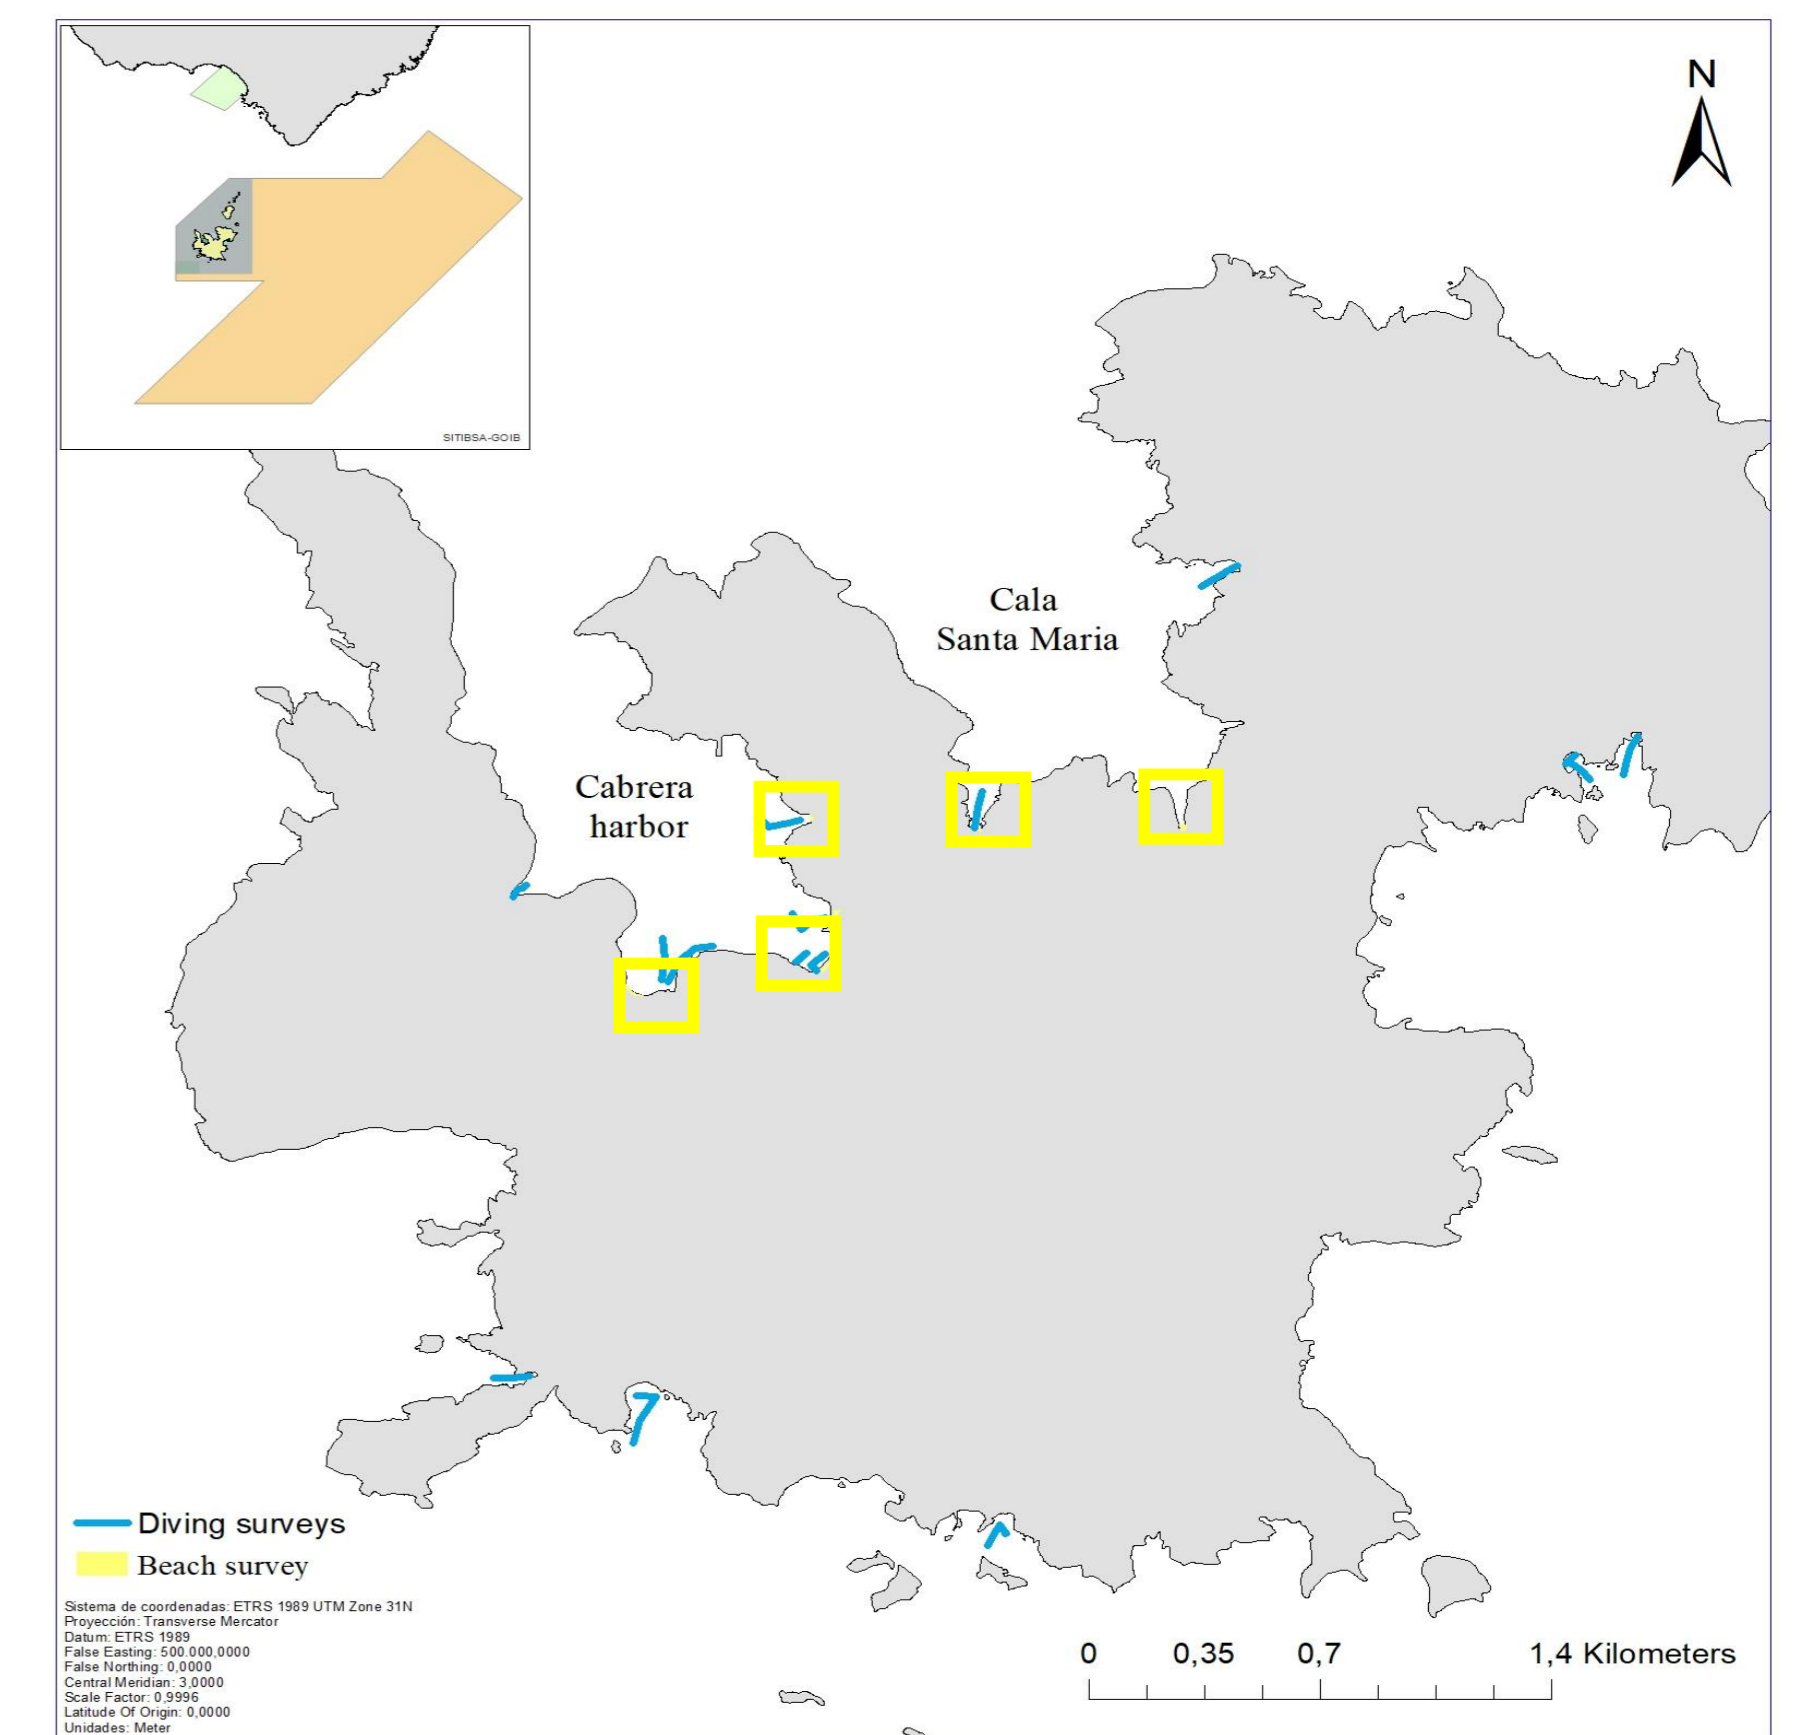 SITIBSA-GOIB
N
Cala
Santa Maria
Cabrera
harbor
Diving surveys
Beach survey
Sistema de coordenadas: ETRS 1989 UTM Zone 31N
Proyección: Transverse Mercator
Datum: ETRS 1989
False Easting: 500.000,0000
False Northing: 0,0000
Central Meridian: 3,0000
Scale Factor: 0,9996
Latitude Of Origin: 0,0000
Unidades: Meter
0 0,35 0,7 1,4 Kilometers